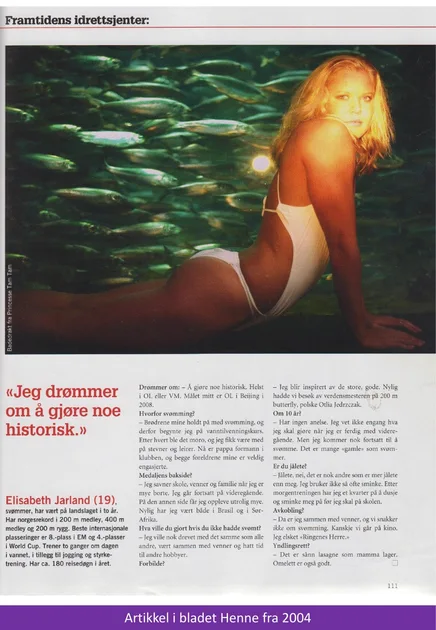 Framtidens idrettsjenter:
Badedrakt fra Princesse Tam Tam
«Jeg drømmer
om å gjøre noe
historisk.»
Elisabeth Jarland (19),
svømmer, har vært på landslaget i to år.
Har norgesrekord i 200 m medley, 400 m
medley og 200 m rygg. Beste internasjonale
plasseringer er 8.-plass i EM og 4.-plasser
i World Cup. Trener to ganger om dagen
i vannet, i tillegg til jogging og styrke-
trening. Har ca. 180 reisedøgn i året.
Drømmer om: – Å gjøre noe historisk. Helst
i OL eller VM. Målet mitt er OL i Beijing i
2008.
Hvorfor svømming?
– Brødrene mine holdt på med svømming, og
derfor begynte jeg på vanntilvenningskurs.
Etter hvert ble det moro, og jeg fikk være med
på stevner og leire. Nå er pappa formann i
klubben, og begge foreldrene mine er veldig
engasjerte.
Medaljens bakside?
– Jeg savner skole, venner og familie når jeg er
mye borte. Jeg går fortsatt på videregående.
På den annen side får jeg oppleve utrolig mye.
Nylig har jeg vært både i Brasil og i Sør-
Afrika.
Hva ville du gjort hvis du ikke hadde svømt?
– Jeg ville nok drevet med det samme som alle
andre, vært sammen med venner og hatt tid
til andre hobbyer.
Forbilde?
– Jeg blir inspirert av de store, gode. Nylig
hadde vi besøk av verdensmesteren på 200 m
butterfly, polske Otlia Jedrzczak.
Om 10 år?
– Har ingen anelse. Jeg vet ikke engang hva
jeg skal gjøre når jeg er ferdig med videre-
gående. Men jeg kommer nok fortsatt til å
svømme. Det er mange «gamle» som svøm-
mer.
Er du jålete?
– Jålete, nei, det er nok andre som er mer jålete
enn meg. Jeg bruker ikke så ofte sminke. Etter
morgentreningen har jeg et kvarter på å dusje
og sminke meg på før jeg skal på skolen.
Avkobling?
– Da er jeg sammen med venner, og vi snakker
ikke om svømming. Kanskje vi går på kino.
Jeg elsket «Ringenes Herre.»
Yndlingsrett?
– Det er sånn lasagne som mamma lager.
Omelett er også godt.
111
Artikkel i bladet Henne fra 2004